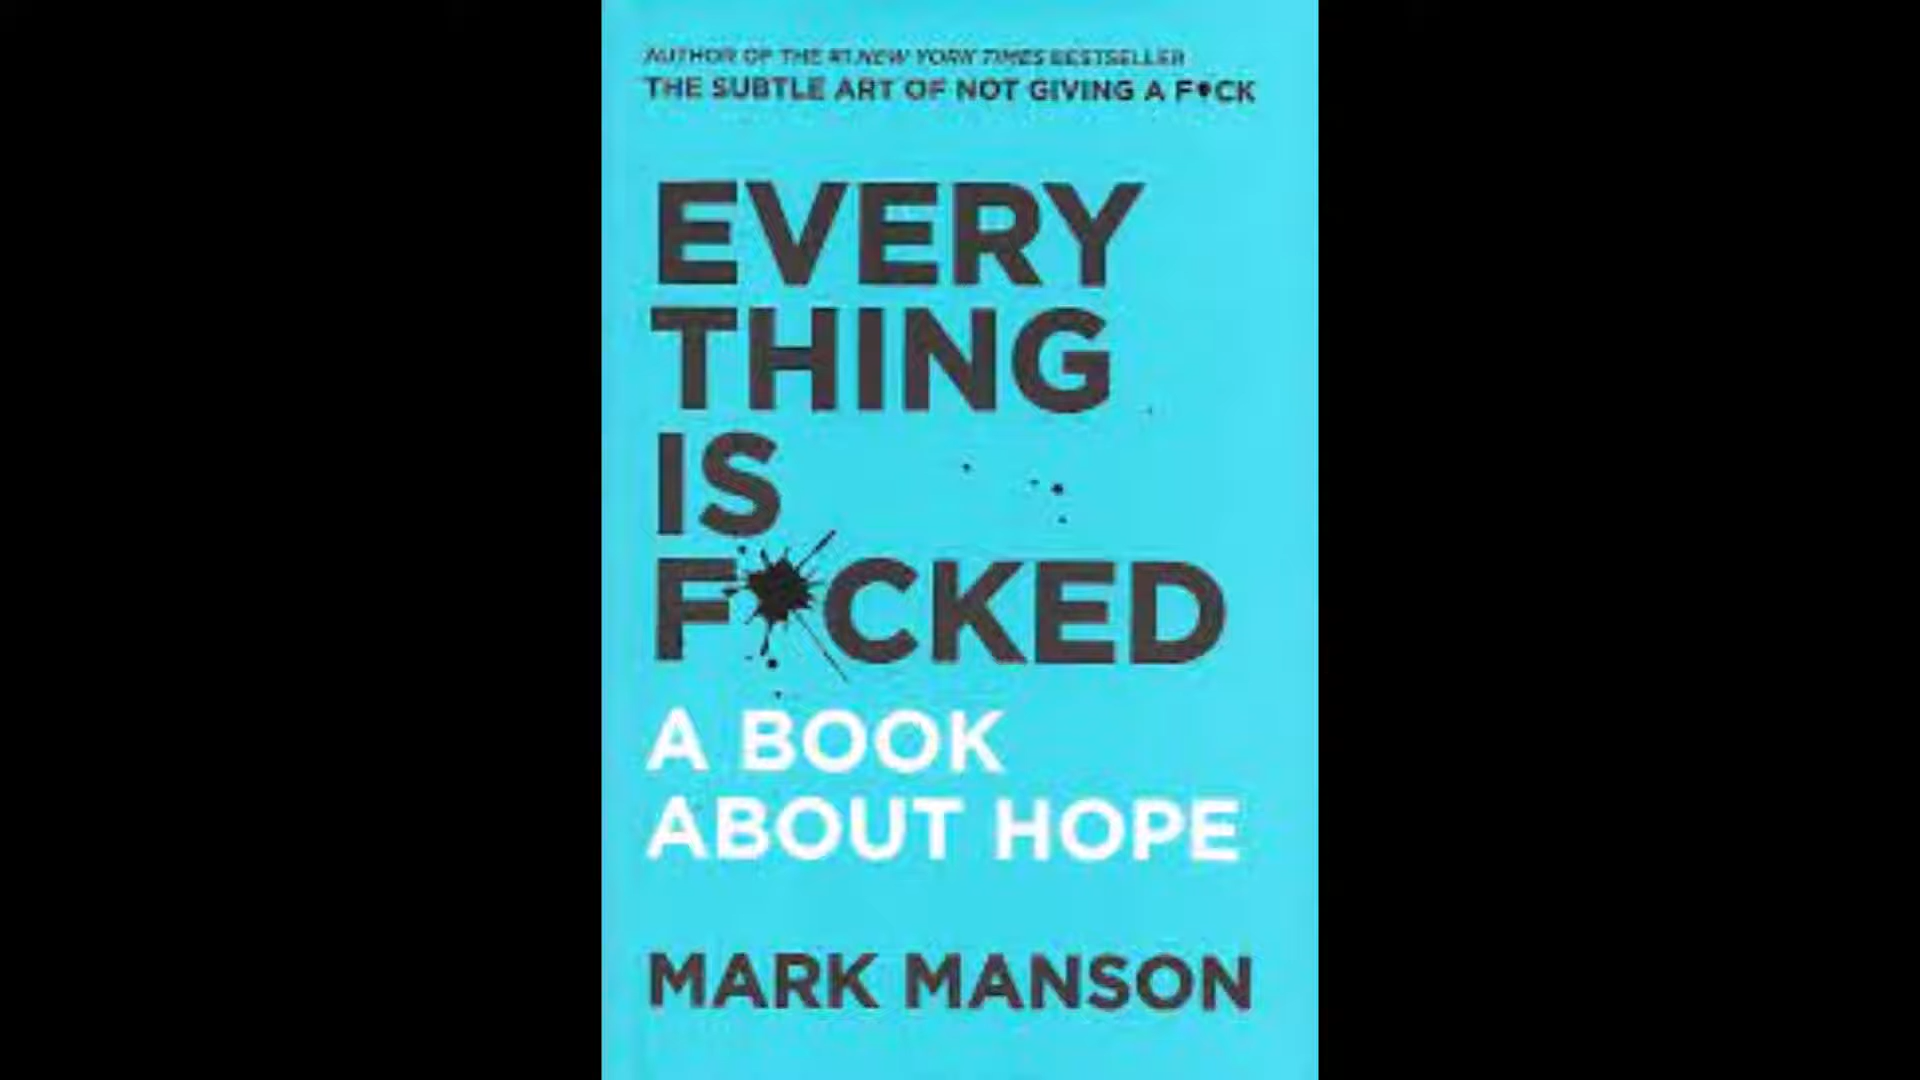 AUTHOR OF THE #1 NEW YORK TIMES BESTSELLER
THE SUBTLE ART OF NOT GIVING A F*CK
EVERY
THING
IS
F*CKED
A BOOK
ABOUT HOPE
MARK MANSON